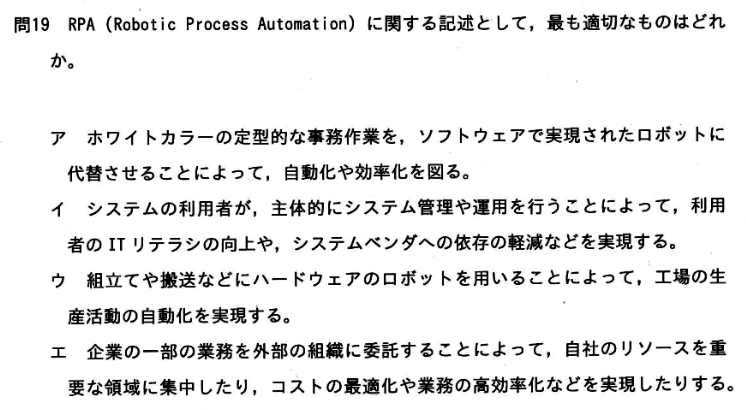 問19 RPA（Robotic Process Automation）に関する記述として，最も適切なものはどれ
か。
ア ホワイトカラーの定型的な事務作業を，ソフトウェアで実現されたロボットに
代替させることによって，自動化や効率化を図る。
イ システムの利用者が，主体的にシステム管理や運用を行うことによって，利用
者のITリテラシの向上や，システムベンダへの依存の軽減などを実現する。
ウ 組立てや搬送などにハードウェアのロボットを用いることによって，工場の生
産活動の自動化を実現する。
エ 企業の一部の業務を外部の組織に委託することによって，自社のリソースを重
要な領域に集中したり，コストの最適化や業務の高効率化などを実現したりする。